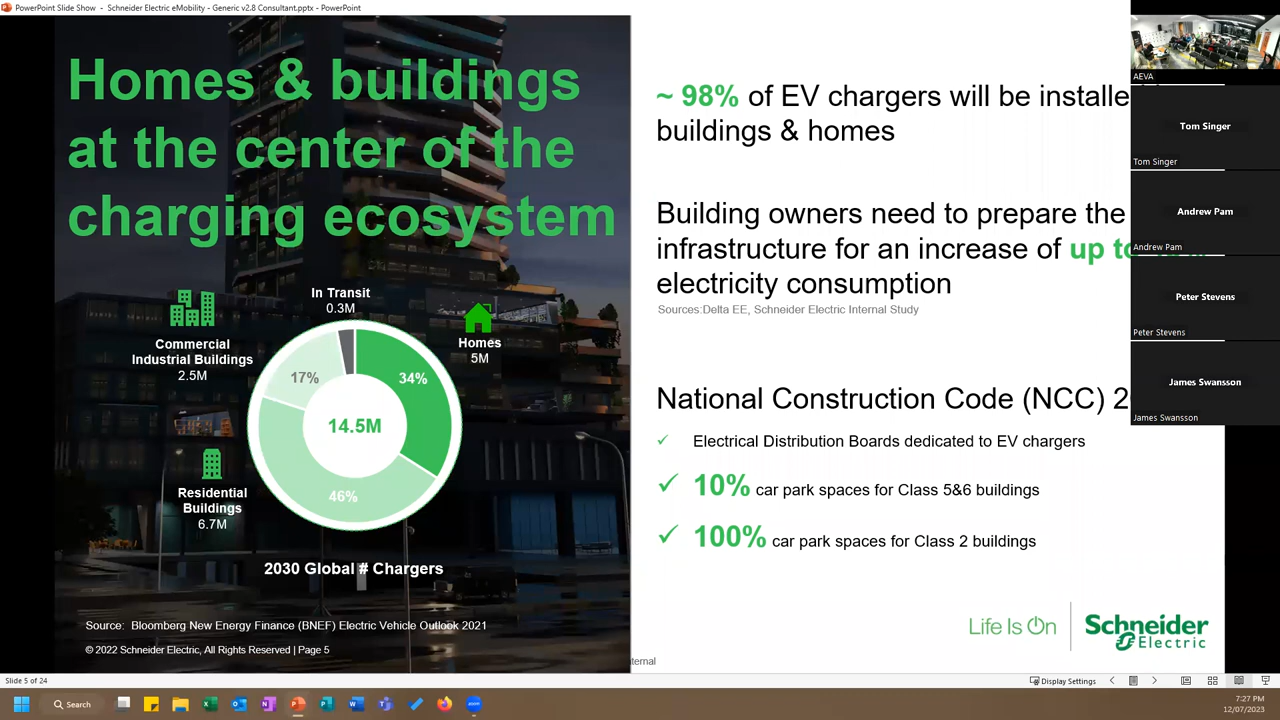 PowerPoint Slide Show - Schneider Electric eMobility - Generic v2.8 Consultant.pptx - PowerPoint
Homes & buildings
at the center of the
charging ecosystem
In Transit
0.3M
Homes
5M
Commercial
Industrial Buildings
2.5M
17%
34%
14.5M
46%
Residential
Buildings
6.7M
2030 Global # Chargers
Source: Bloomberg New Energy Finance (BNEF) Electric Vehicle Outlook 2021
© 2022 Schneider Electric, All Rights Reserved | Page 5
~ 98% of EV chargers will be installe
buildings & homes
Building owners need to prepare the
infrastructure for an increase of up to
electricity consumption
Sources:Delta EE, Schneider Electric Internal Study
National Construction Code (NCC) 2
✓ Electrical Distribution Boards dedicated to EV chargers
✓ 10% car park spaces for Class 5&6 buildings
✓ 100% car park spaces for Class 2 buildings
Life Is On
Schneider
Electric
ternal
AEVA
Tom Singer
Tom Singer
Andrew Pam
Andrew Pam
Peter Stevens
Peter Stevens
James Swansson
James Swansson
Slide 5 of 24
Display Settings
Search
7:27 PM
12/07/2023